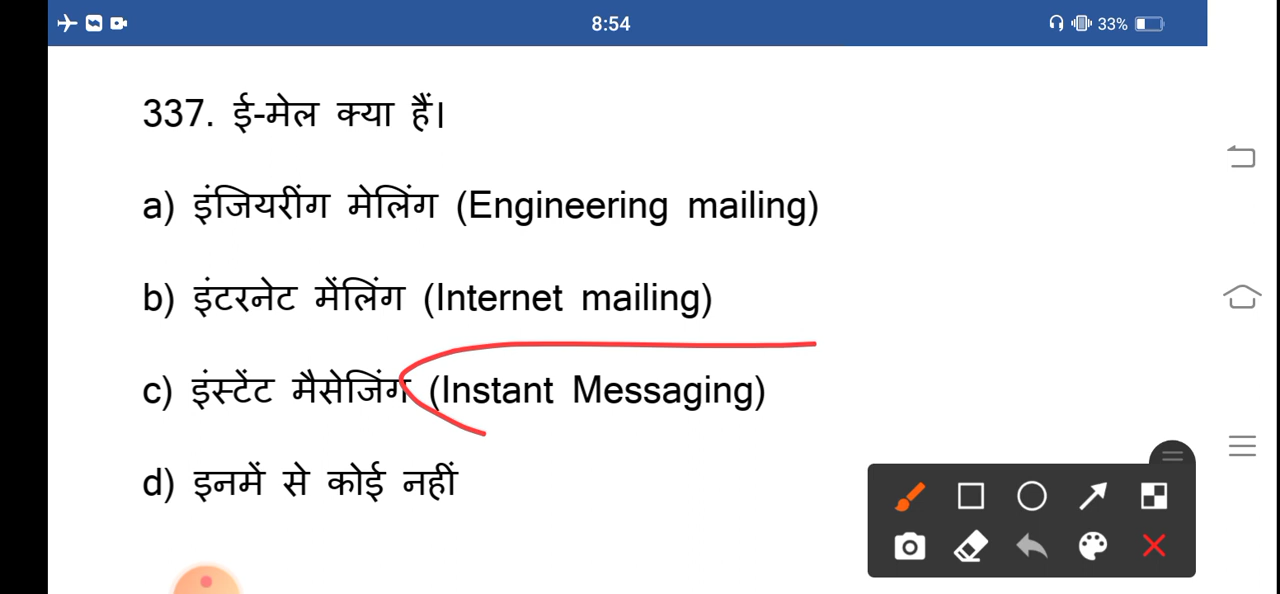 8:54
33%
337. ई-मेल क्या हैं।
a) इंजियरींग मेलिंग (Engineering mailing)
b) इंटरनेट मेंलिंग (Internet mailing)
c) इंस्टेंट मैसेजिंग (Instant Messaging)
d) इनमें से कोई नहीं